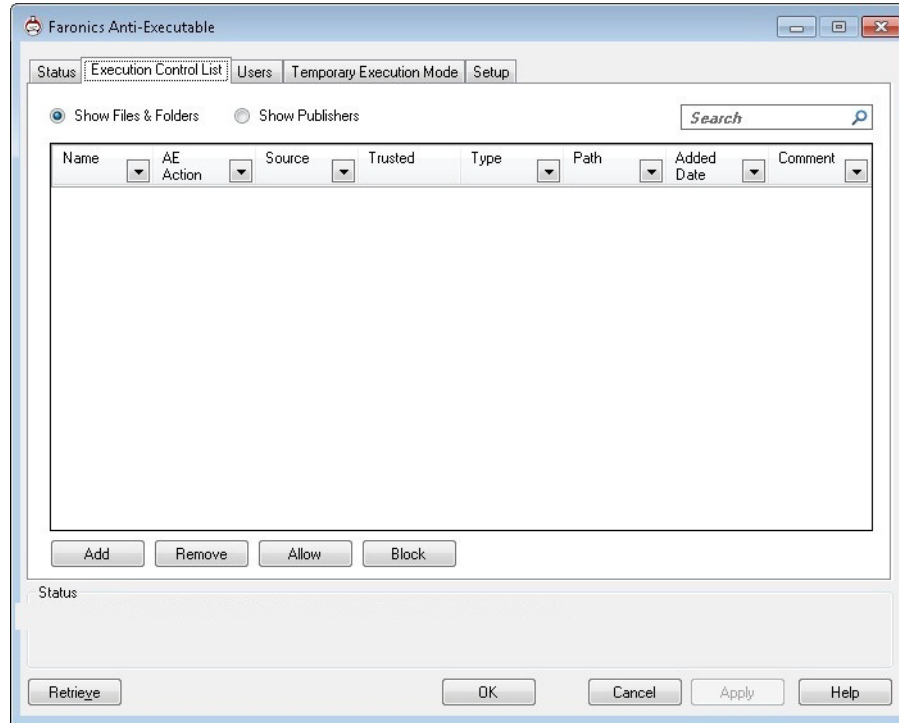 Faronics Anti-Executable
Status Execution Control List Users Temporary Execution Mode Setup
Show Files & Folders Show Publishers Search
Name AE Action Source Trusted Type Path Added Date Comment
Add Remove Allow Block
Status
Retrieve OK Cancel Apply Help